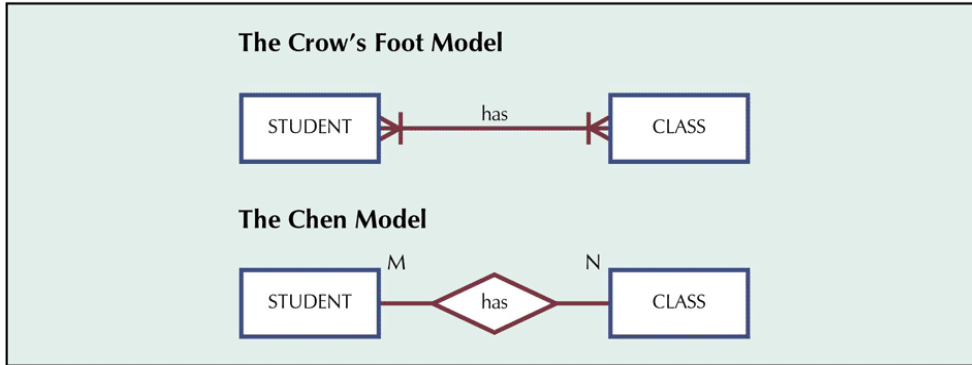 The Crow's Foot Model
STUDENT has CLASS
The Chen Model
M N
STUDENT has CLASS